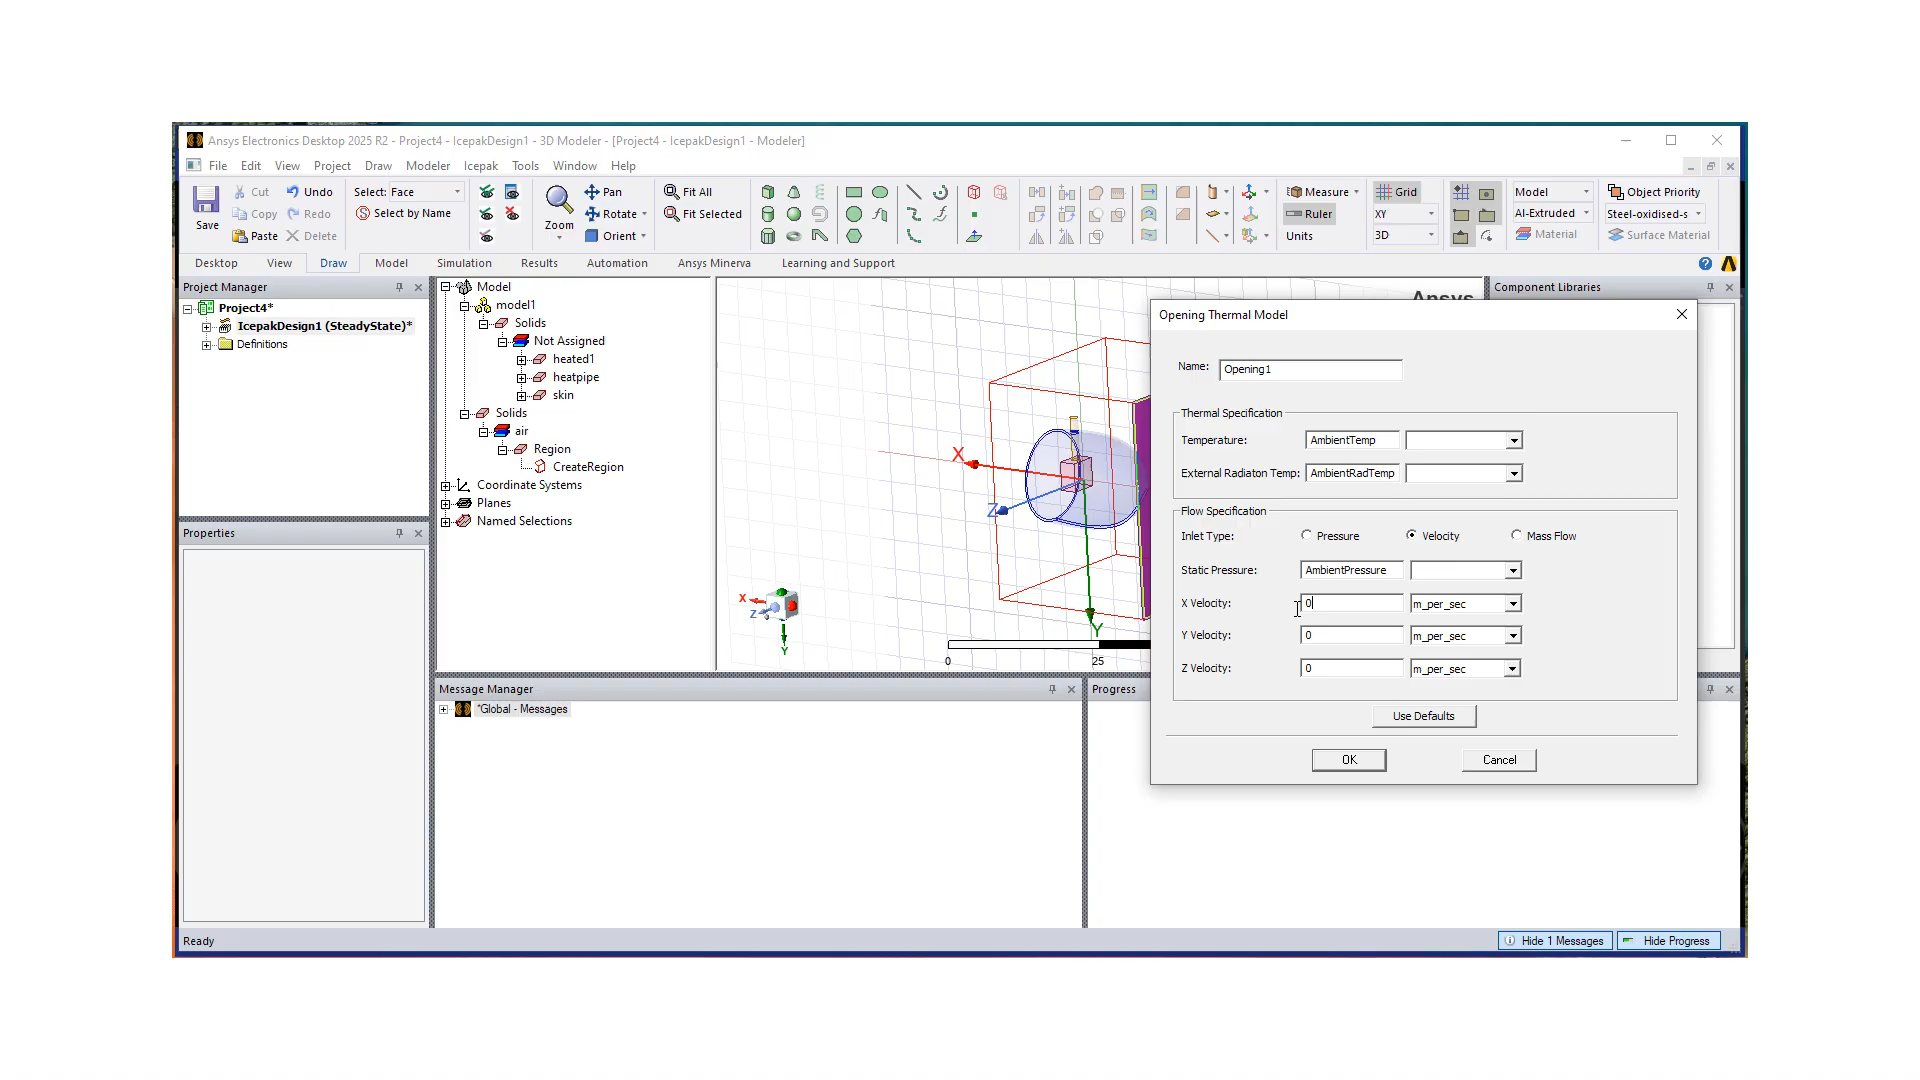 Ansys Electronics Desktop 2025 R2 - Project4 - IcepakDesign1 - 3D Modeler - [Project4 - IcepakDesign1 - Modeler]
File Edit View Project Draw Modeler Icepak Tools Window Help
Save
Cut
Copy
Paste
Undo
Redo
Delete
Select: Face
Select by Name
Zoom
Pan
Rotate
Orient
Fit All
Fit Selected
Measure
Ruler
Units
Grid
XY
3D
Model
Al-Extruded
Material
Object Priority
Steel-oxidised-s
Surface Material
Desktop View Draw Model Simulation Results Automation Ansys Minerva Learning and Support
Project Manager
Project4*
IcepakDesign1 (SteadyState)*
Definitions
Properties
Model
model1
Solids
Not Assigned
heated1
heatpipe
skin
Solids
air
Region
CreateRegion
Coordinate Systems
Planes
Named Selections
Ansys
X
Z
Y
X
Z
Y
0
25
Component Libraries
Opening Thermal Model
Name: Opening1
Thermal Specification
Temperature: AmbientTemp
External Radiaton Temp: AmbientRadTemp
Flow Specification
Inlet Type: Pressure Velocity Mass Flow
Static Pressure: AmbientPressure
X Velocity: 0 m_per_sec
Y Velocity: 0 m_per_sec
Z Velocity: 0 m_per_sec
Use Defaults
OK Cancel
Message Manager
*Global - Messages
Progress
Ready
Hide 1 Messages
Hide Progress